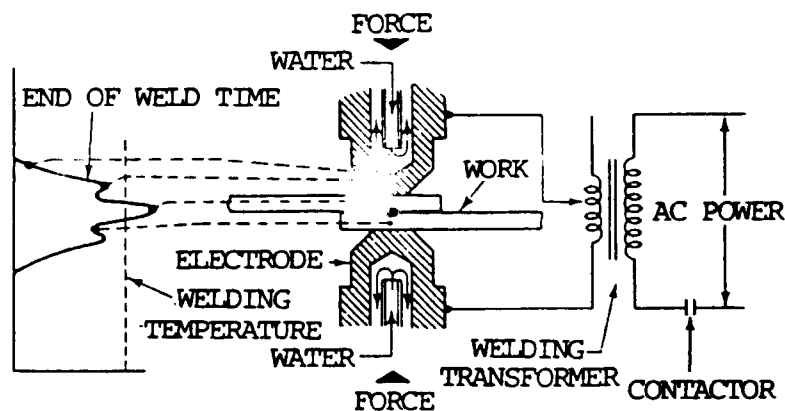 FORCE
WATER
END OF WELD TIME
WORK
AC POWER
ELECTRODE
WELDING
TEMPERATURE
WATER
WELDING
TRANSFORMER
CONTACTOR
FORCE